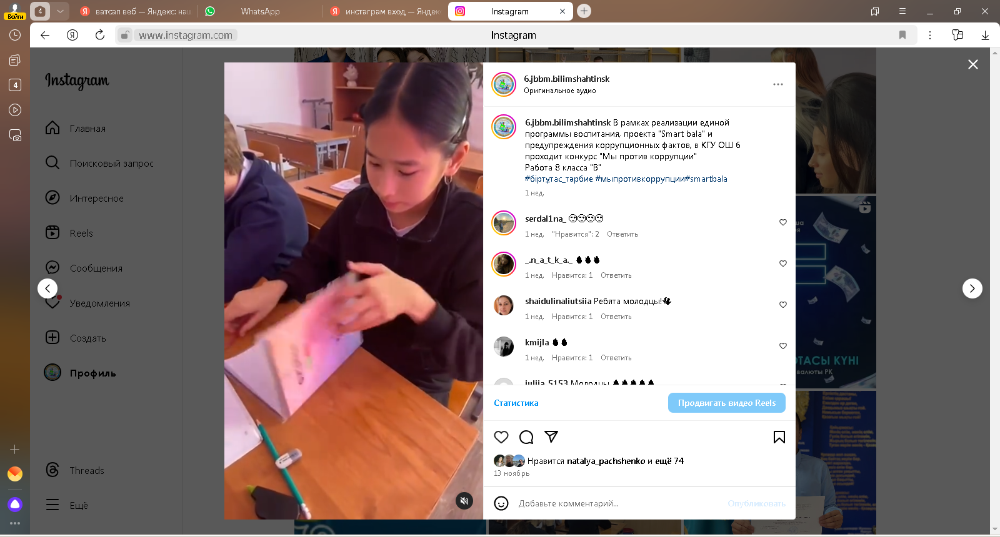 Войти
4
ватсап веб — Яндекс: наш
WhatsApp
инстаграм вход — Яндекс
Instagram
www.instagram.com
Instagram
4
Instagram
Главная
Поисковый запрос
Интересное
Reels
Сообщения
Уведомления
Создать
Профиль
Threads
Ещё
6.jbbm.bilimshahtinsk
Оригинальное аудио
6.jbbm.bilimshahtinsk В рамках реализации единой
программы воспитания, проекта "Smart bala" и
предупреждения коррупционных фактов, в КГУ ОШ 6
проходит конкурс "Мы против коррупции"
Работа 8 класса "В"
#біртұтас_тәрбие #мыпротивкоррупции#smartbala
1 нед.
serdal1na_ 😍😍😍😍
1 нед. "Нравится": 2 Ответить
_.n_a_t_k_a._ 🔥🔥🔥
1 нед. Нравится: 1 Ответить
shaidulinaliutsiia Ребята молодцы!👏
1 нед. Нравится: 1 Ответить
kmijla 🔥🔥
1 нед. Нравится: 1 Ответить
juliia_5153 Молодцы 🔥🔥🔥🔥🔥
Статистика
Продвигать видео Reels
Нравится natalya_pachshenko и ещё 74
13 ноябрь
Добавьте комментарий...
Опубликовать
ОТАСЫ КҮНІ
валюты РК